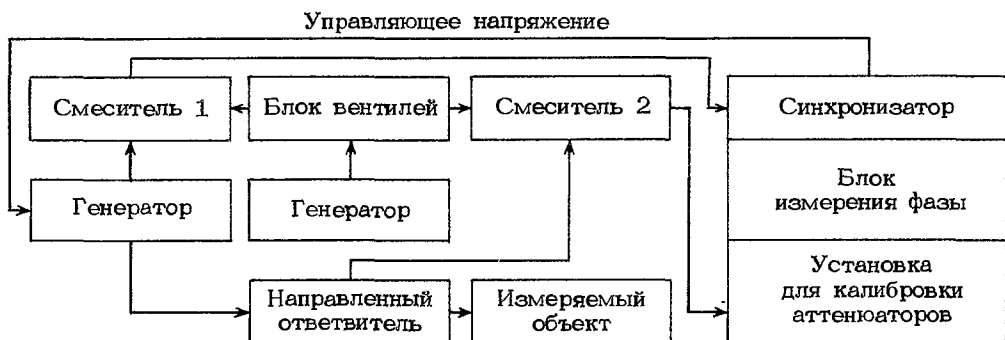 Управляющее напряжение
Смеситель 1
Блок вентилей
Смеситель 2
Синхронизатор
Генератор
Генератор
Блок
измерения фазы
Направленный
ответвитель
Измеряемый
объект
Установка
для калибровки
аттенюаторов